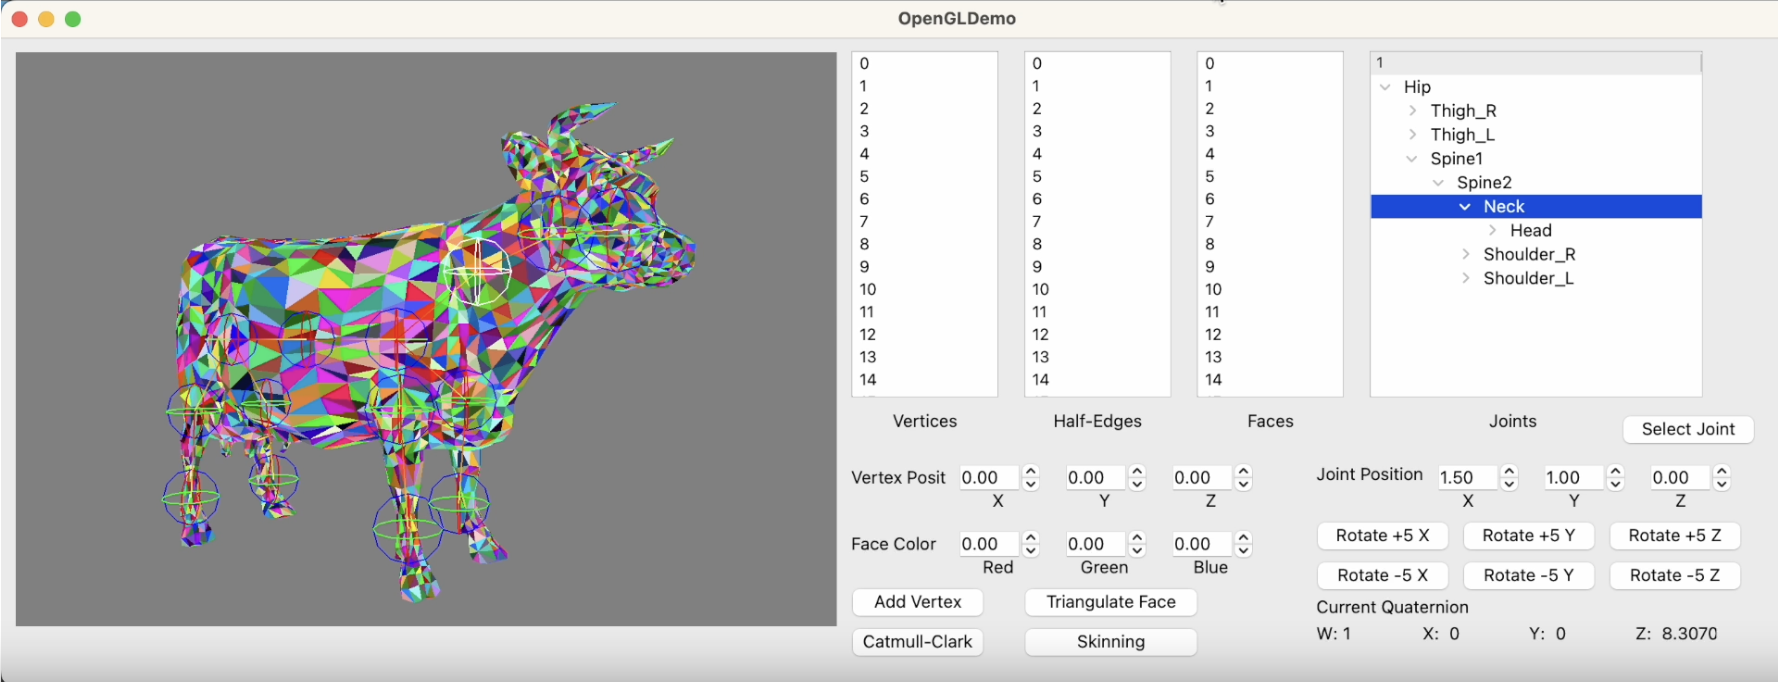 OpenGLDemo
0
1
2
3
4
5
6
7
8
9
10
11
12
13
14
Vertices
0
1
2
3
4
5
6
7
8
9
10
11
12
13
14
Half-Edges
0
1
2
3
4
5
6
7
8
9
10
11
12
13
14
Faces
1
Hip
Thigh_R
Thigh_L
Spine1
Spine2
Neck
Head
Shoulder_R
Shoulder_L
Joints
Select Joint
Vertex Posit 0.00 0.00 0.00
X Y Z
Face Color 0.00 0.00 0.00
Red Green Blue
Add Vertex Triangulate Face
Catmull-Clark Skinning
Joint Position 1.50 1.00 0.00
X Y Z
Rotate +5 X Rotate +5 Y Rotate +5 Z
Rotate -5 X Rotate -5 Y Rotate -5 Z
Current Quaternion
W: 1 X: 0 Y: 0 Z: 8.3070